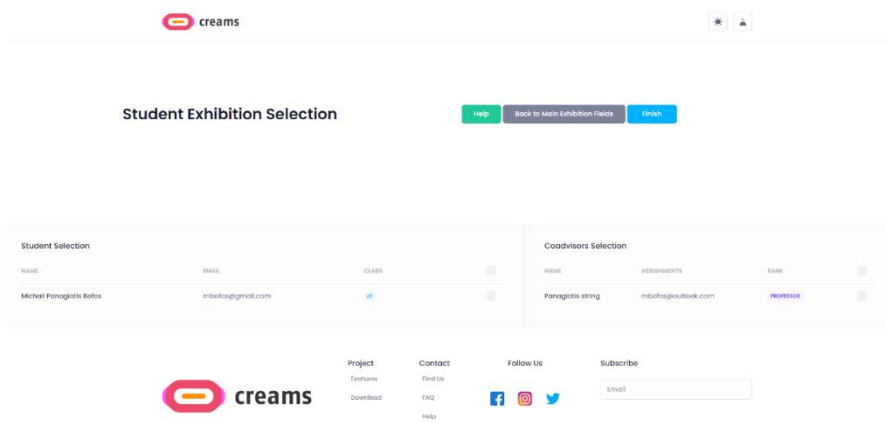 creams
Student Exhibition Selection
Help Back to Main Exhibition Fields Finish
Student Selection
NAME EMAIL CLASS
Michail Panagiotis Bofos mbofos@gmail.com
Coadvisors Selection
NAME ASSIGNMENTS RANK
Panagiotis string mbofos@outlook.com PROFESSOR
creams
Project
Features
Download
Contact
Find Us
FAQ
Help
Follow Us
Subscribe
Email